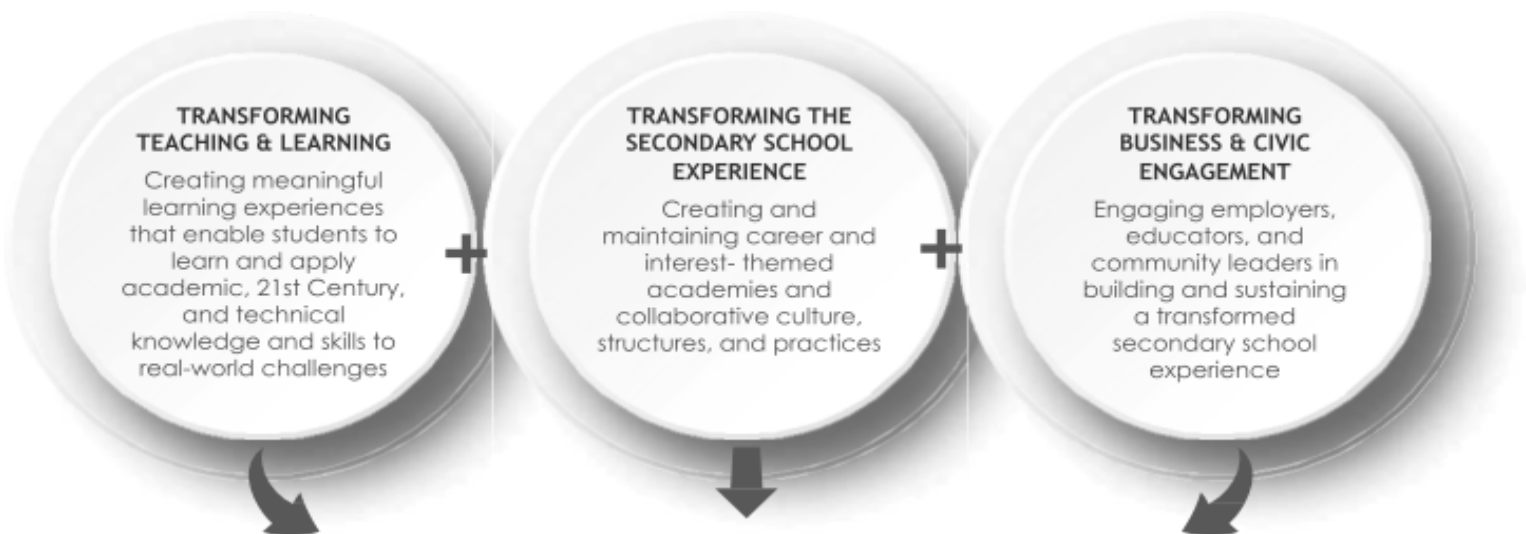 TRANSFORMING
TEACHING & LEARNING
Creating meaningful
learning experiences
that enable students to
learn and apply
academic, 21st Century,
and technical
knowledge and skills to
real-world challenges
+
TRANSFORMING THE
SECONDARY SCHOOL
EXPERIENCE
Creating and
maintaining career and
interest- themed
academies and
collaborative culture,
structures, and practices
+
TRANSFORMING
BUSINESS & CIVIC
ENGAGEMENT
Engaging employers,
educators, and
community leaders in
building and sustaining
a transformed
secondary school
experience